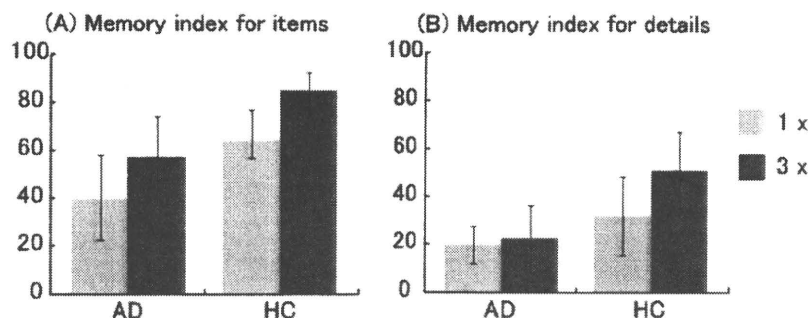 (A) Memory index for items
100
80
60
40
20
0
AD HC
(B) Memory index for details
100
80
60
40
20
0
AD HC
1 x
3 x